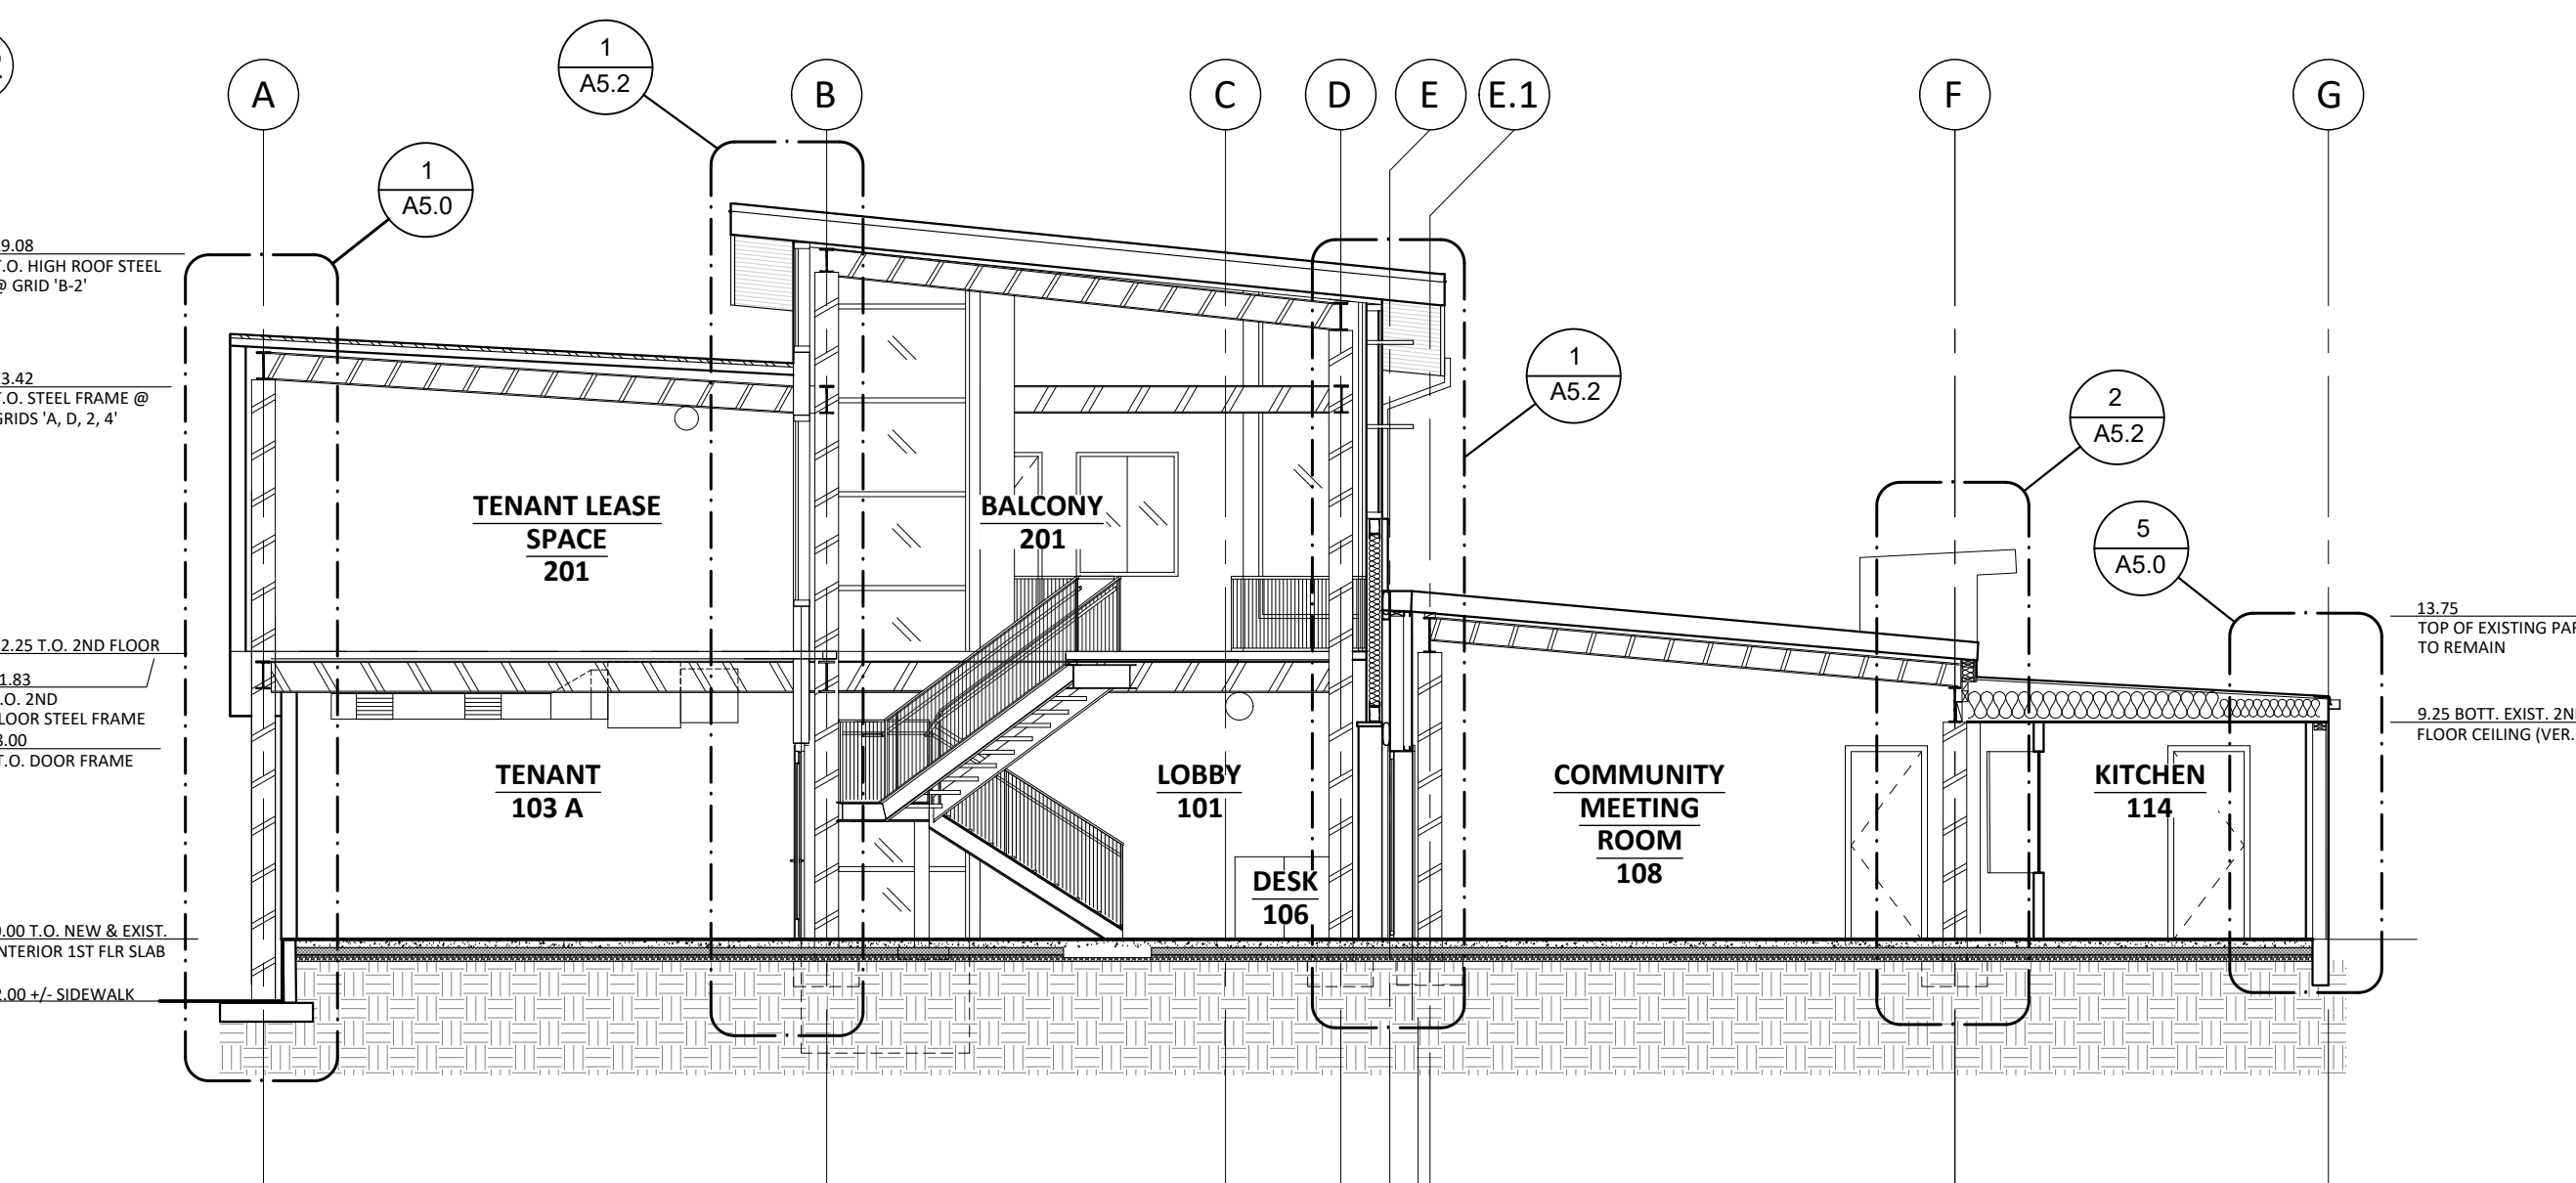 1
A5.2
A
B
C
D
E
E.1
F
G
1
A5.0
9.08
T.O. HIGH ROOF STEEL
@ GRID 'B-2'
1
A5.2
3.42
T.O. STEEL FRAME @
GRIDS 'A, D, 2, 4'
2
A5.2
5
A5.0
TENANT LEASE
SPACE
201
BALCONY
201
2.25 T.O. 2ND FLOOR
1.83
T.O. 2ND
FLOOR STEEL FRAME
8.00
T.O. DOOR FRAME
13.75
TOP OF EXISTING PAR
TO REMAIN
9.25 BOTT. EXIST. 2N
FLOOR CEILING (VER.
TENANT
103 A
LOBBY
101
DESK
106
COMMUNITY
MEETING
ROOM
108
KITCHEN
114
0.00 T.O. NEW & EXIST.
INTERIOR 1ST FLR SLAB
2.00 +/- SIDEWALK